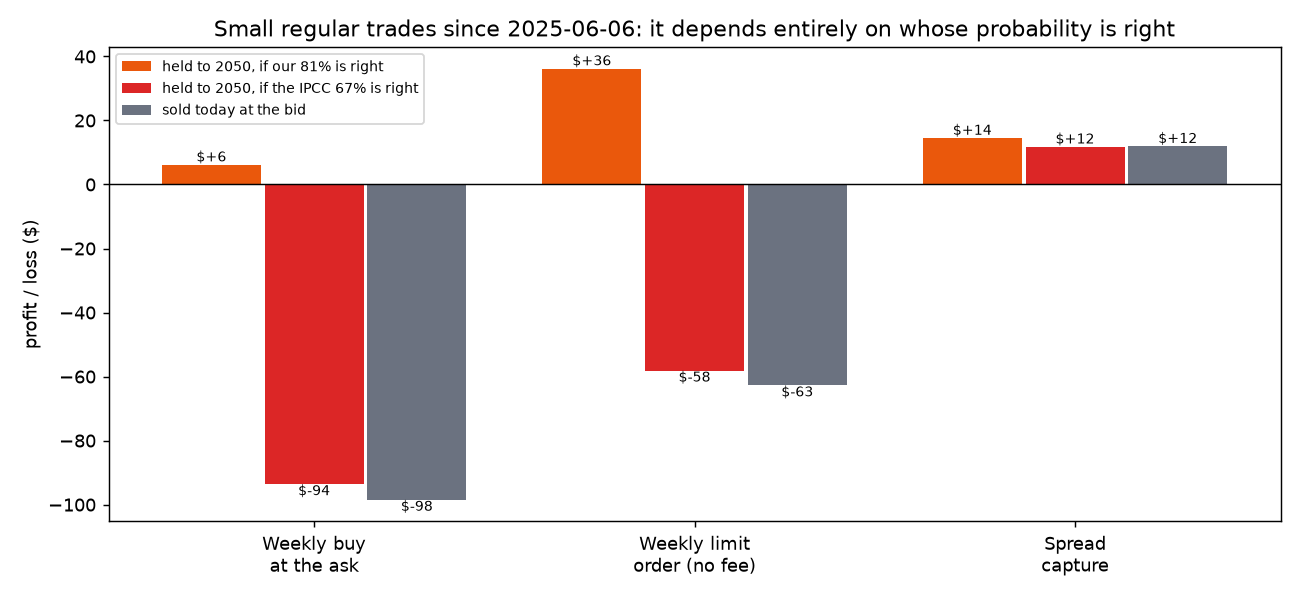 Small regular trades since 2025-06-06: it depends entirely on whose probability is right
held to 2050, if our 81% is right
held to 2050, if the IPCC 67% is right
sold today at the bid
profit / loss ($)
40
20
0
−20
−40
−60
−80
−100
$+6
$-94
$-98
$+36
$-58
$-63
$+14
$+12
$+12
Weekly buy
at the ask
Weekly limit
order (no fee)
Spread
capture